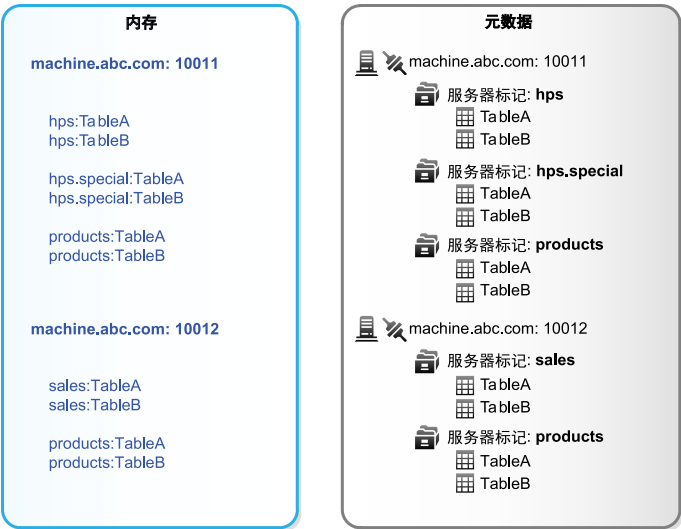 内存
machine.abc.com: 10011
hps:TableA
hps:TableB
hps.special:TableA
hps.special:TableB
products:TableA
products:TableB
machine.abc.com: 10012
sales:TableA
sales:TableB
products:TableA
products:TableB
元数据
machine.abc.com: 10011
服务器标记: hps
TableA
TableB
服务器标记: hps.special
TableA
TableB
服务器标记: products
TableA
TableB
machine.abc.com: 10012
服务器标记: sales
TableA
TableB
服务器标记: products
TableA
TableB